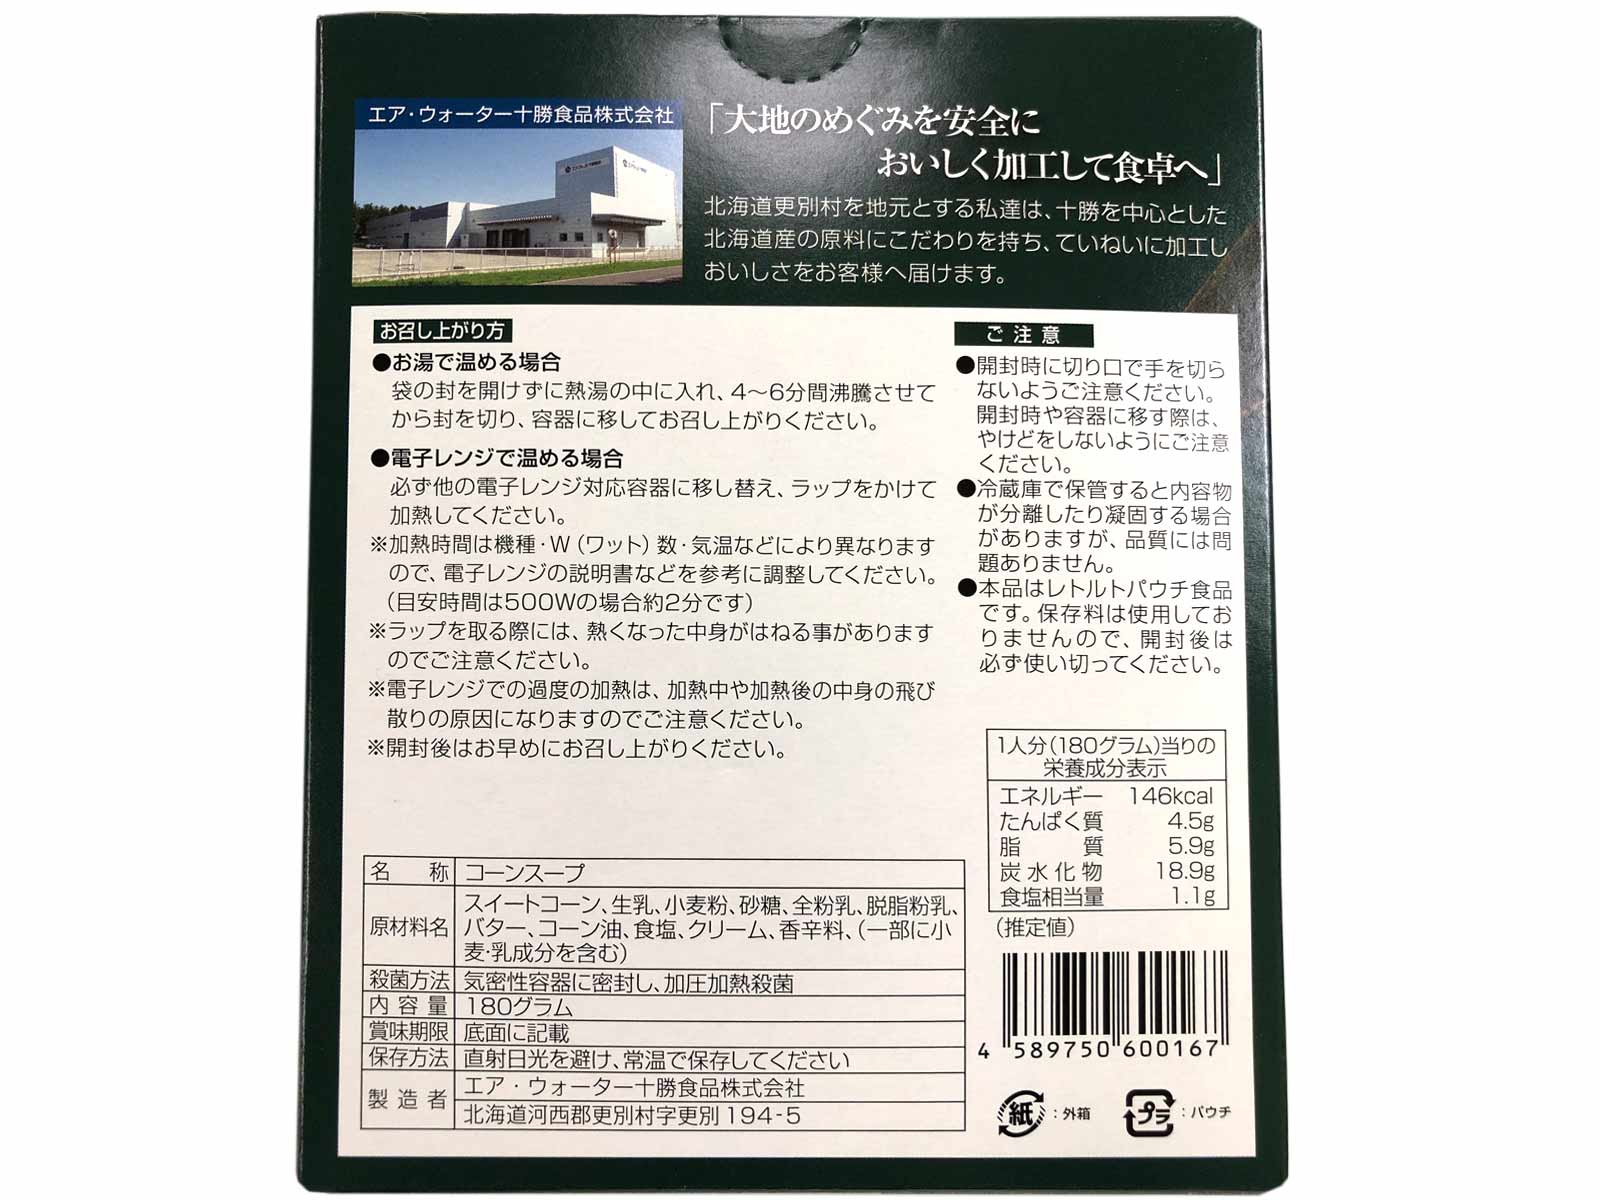 エア・ウォーター十勝食品株式会社
「大地のめぐみを安全に
おいしく加工して食卓へ」
北海道更別村を地元とする私達は、十勝を中心とした
北海道産の原料にこだわりを持ち、ていねいに加工し
おいしさをお客様へ届けます。
お召し上がり方
●お湯で温める場合
袋の封を開けずに熱湯の中に入れ、4〜6分間沸騰させて
から封を切り、容器に移してお召し上がりください。
●電子レンジで温める場合
必ず他の電子レンジ対応容器に移し替え、ラップをかけて
加熱してください。
※加熱時間は機種・W（ワット）数・気温などにより異なります
ので、電子レンジの説明書などを参考に調整してください。
（目安時間は500Wの場合約2分です）
※ラップを取る際には、熱くなった中身がはねる事があります
のでご注意ください。
※電子レンジでの過度の加熱は、加熱中や加熱後の中身の飛び
散りの原因になりますのでご注意ください。
※開封後はお早めにお召し上がりください。
ご注意
●開封時に切り口で手を切ら
ないようご注意ください。
開封時や容器に移す際は、
やけどをしないようにご注意
ください。
●冷蔵庫で保管すると内容物
が分離したり凝固する場合
がありますが、品質には問
題ありません。
●本品はレトルトパウチ食品
です。保存料は使用してお
りませんので、開封後は
必ず使い切ってください。
1人分（180グラム）当りの
栄養成分表示
エネルギー 146kcal
たんぱく質 4.5g
脂質 5.9g
炭水化物 18.9g
食塩相当量 1.1g
（推定値）
名称 コーンスープ
原材料名 スイートコーン、生乳、小麦粉、砂糖、全粉乳、脱脂粉乳、
バター、コーン油、食塩、クリーム、香辛料、（一部に小
麦・乳成分を含む）
殺菌方法 気密性容器に密封し、加圧加熱殺菌
内容量 180グラム
賞味期限 底面に記載
保存方法 直射日光を避け、常温で保存してください
製造者 エア・ウォーター十勝食品株式会社
北海道河西郡更別村字更別194-5
4 589750 600167
紙：外箱 プラ：パウチ